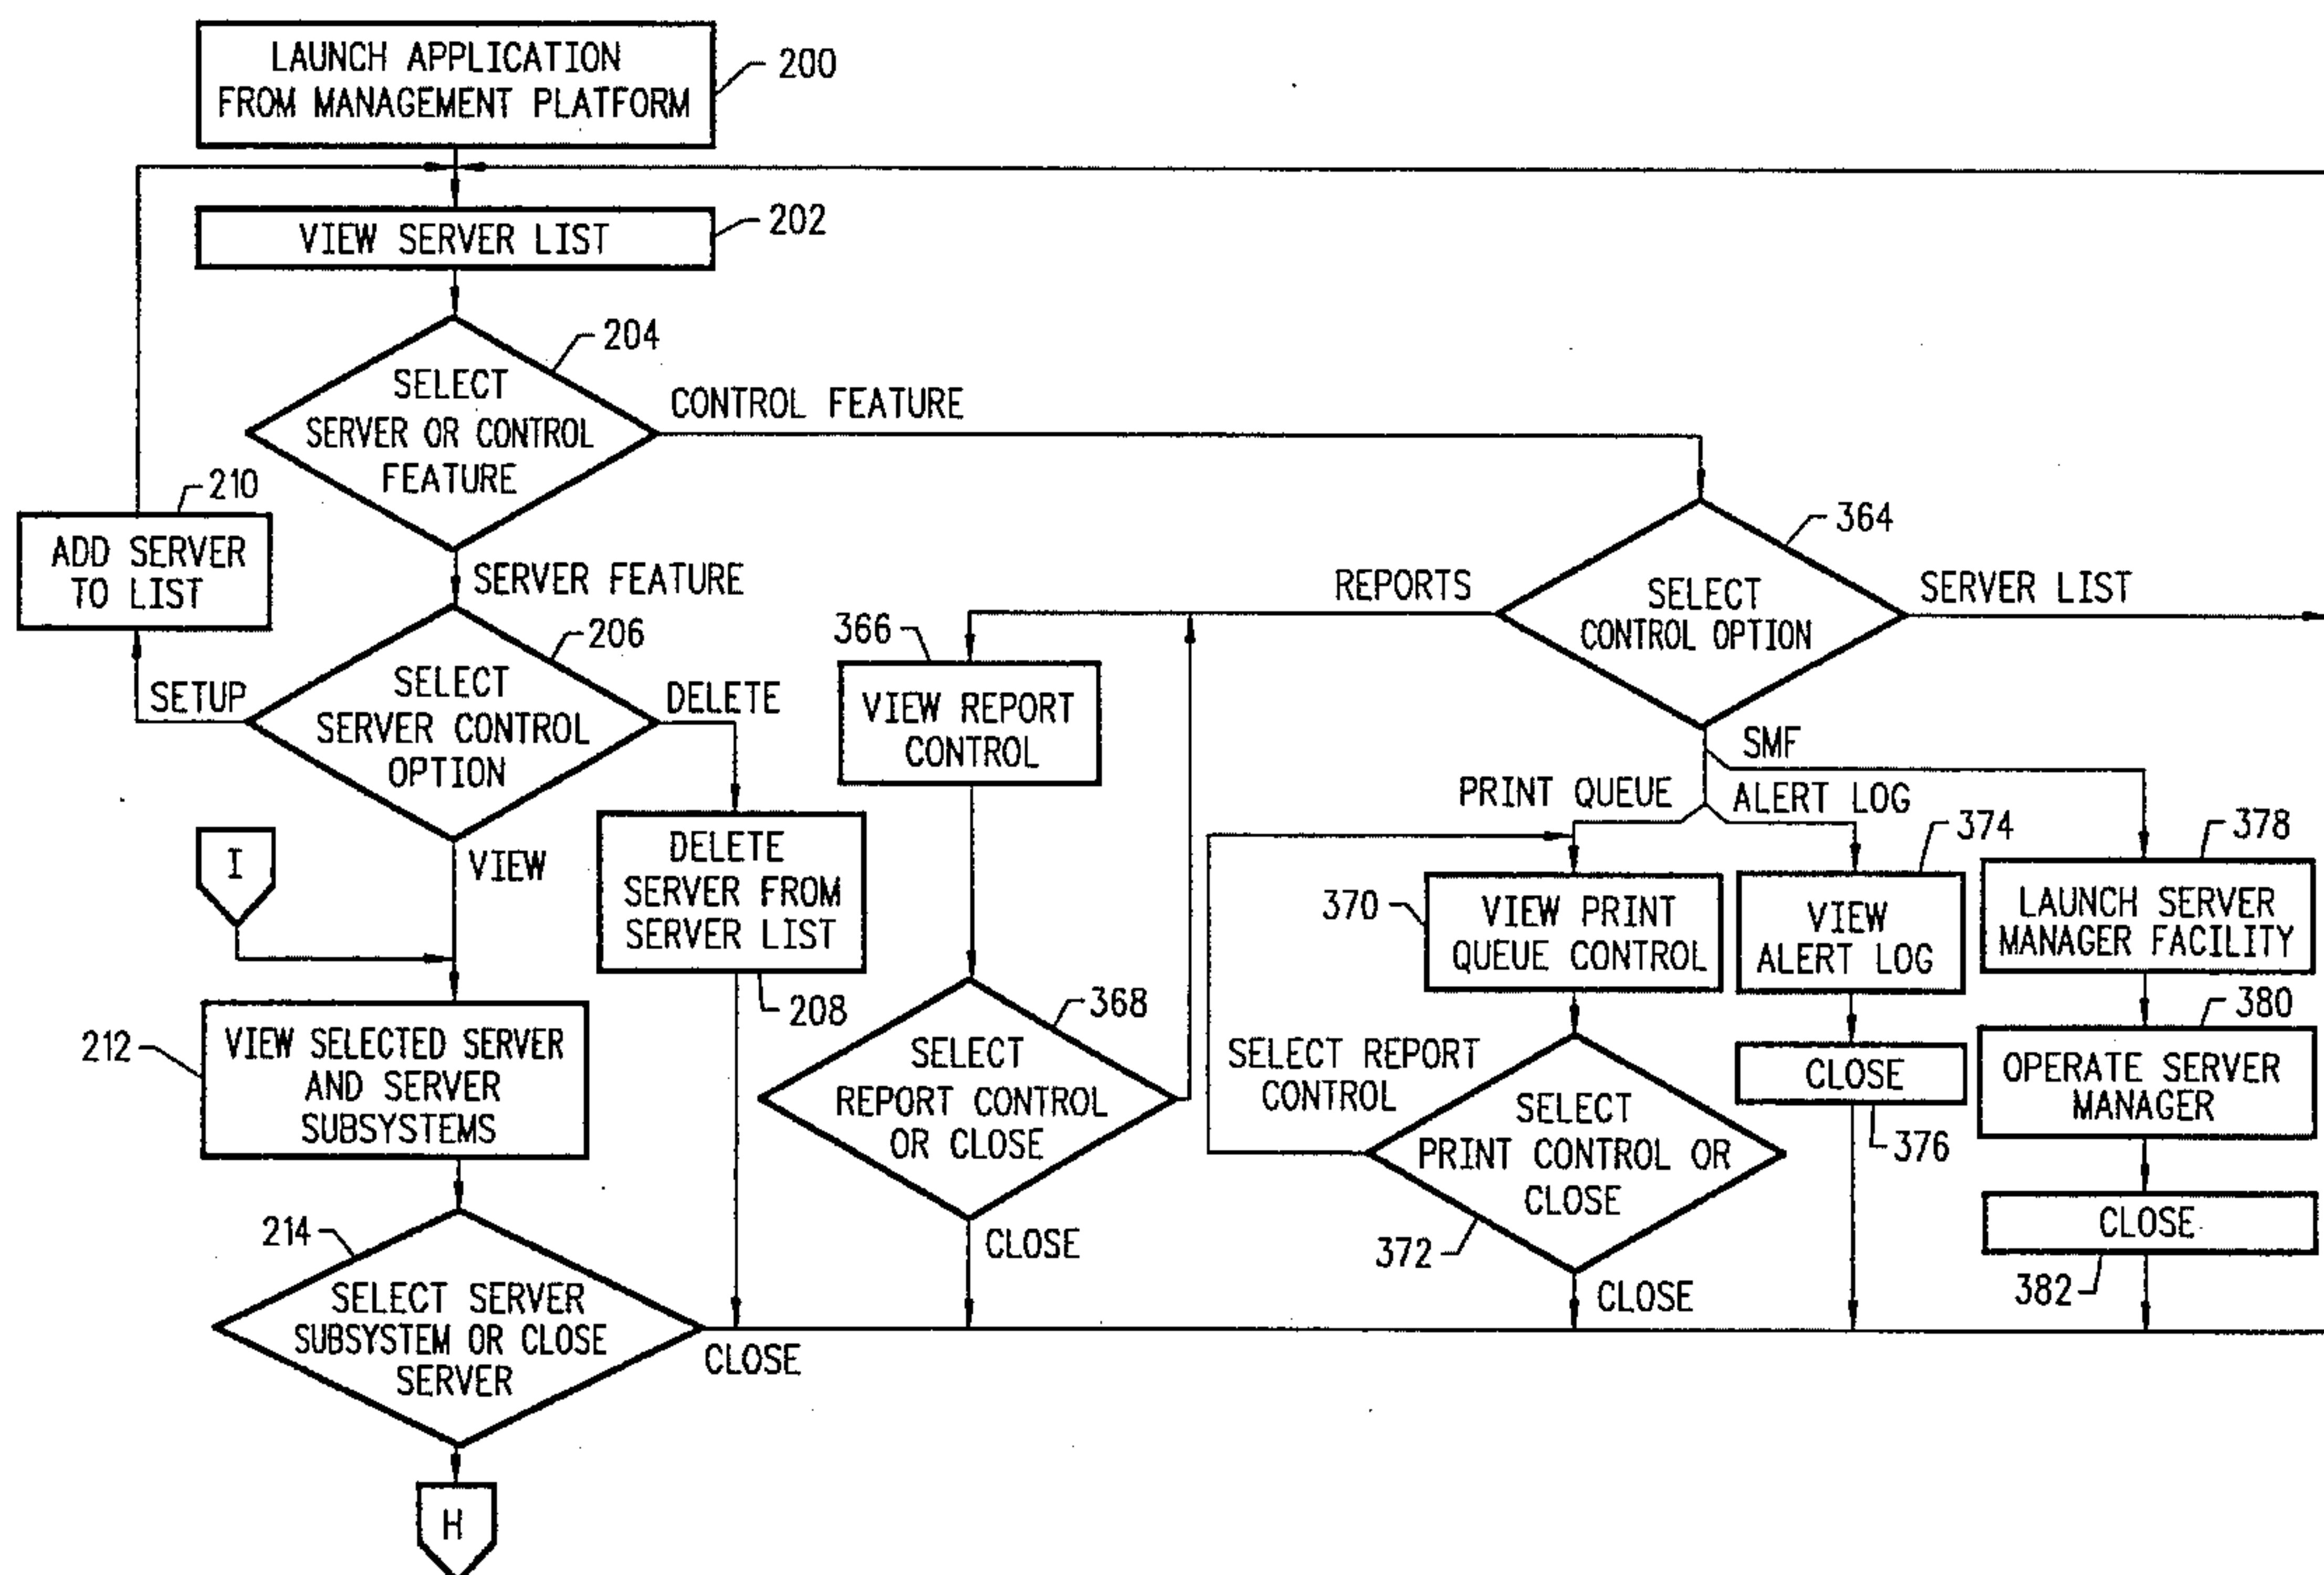 LAUNCH APPLICATION
FROM MANAGEMENT PLATFORM
200
VIEW SERVER LIST
202
SELECT
SERVER OR CONTROL
FEATURE
204
CONTROL FEATURE
210
ADD SERVER
TO LIST
SERVER FEATURE
SETUP
SELECT
SERVER CONTROL
OPTION
206
DELETE
DELETE
SERVER FROM
SERVER LIST
208
I
VIEW
212
VIEW SELECTED SERVER
AND SERVER
SUBSYSTEMS
214
SELECT SERVER
SUBSYSTEM OR CLOSE
SERVER
CLOSE
H
364
SELECT
CONTROL OPTION
REPORTS
SERVER LIST
366
VIEW REPORT
CONTROL
368
SELECT
REPORT CONTROL
OR CLOSE
CLOSE
SMF
PRINT QUEUE
ALERT LOG
370
VIEW PRINT
QUEUE CONTROL
SELECT REPORT
CONTROL
SELECT
PRINT CONTROL OR
CLOSE
372
CLOSE
374
VIEW
ALERT LOG
CLOSE
376
378
LAUNCH SERVER
MANAGER FACILITY
380
OPERATE SERVER
MANAGER
CLOSE
382